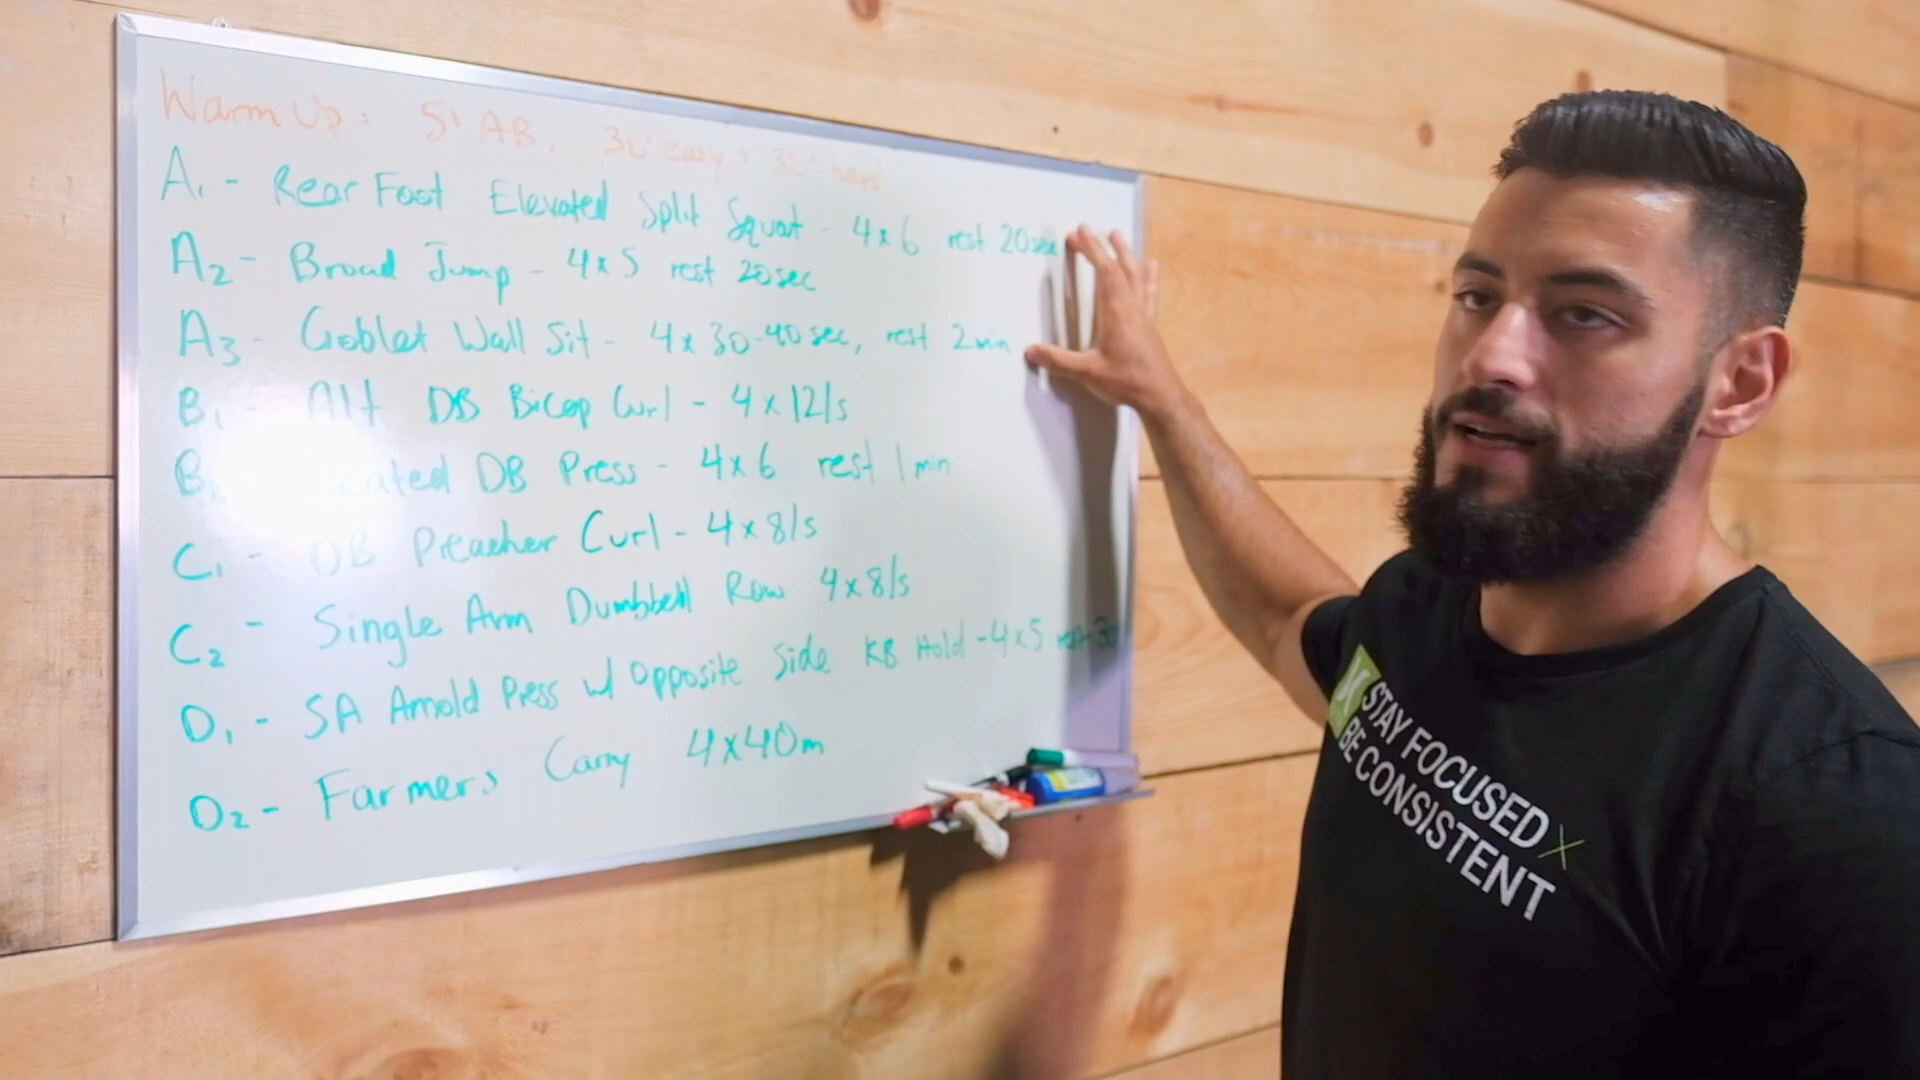 Warm Up: 5' AB, 30" easy + 30" hard
A1 - Rear Foot Elevated Split Squat - 4x6 rest 20sec
A2 - Broad Jump - 4x5 rest 20sec
A3 - Goblet Wall Sit - 4x30-40sec, rest 2min
B1 - Alt DB Bicep Curl - 4x12/s
B2 DB Press - 4x6 rest 1min
C1 - DB Preacher Curl - 4x8/s
C2 - Single Arm Dumbbell Row 4x8/s
D1 - SA Arnold Press w/ Opposite Side KB Hold - 4x5 rest
D2 - Farmers Carry 4x40m
STAY FOCUSED X
BE CONSISTENT